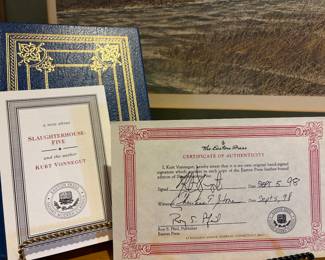 A NOTE ABOUT
SLAUGHTERHOUSE-
FIVE
and the author
KURT VONNEGUT
The Easton Press
CERTIFICATE OF AUTHENTICITY
I, Kurt Vonnegut, hereby attest that it is my own original hand-signed
signature which appears in each copy of the Easton Press leather-bound
edition of
Date SEPT 5, 98
Witness
Date Sept 5, 98
Roy S. Pfeil, Publisher
Easton Press